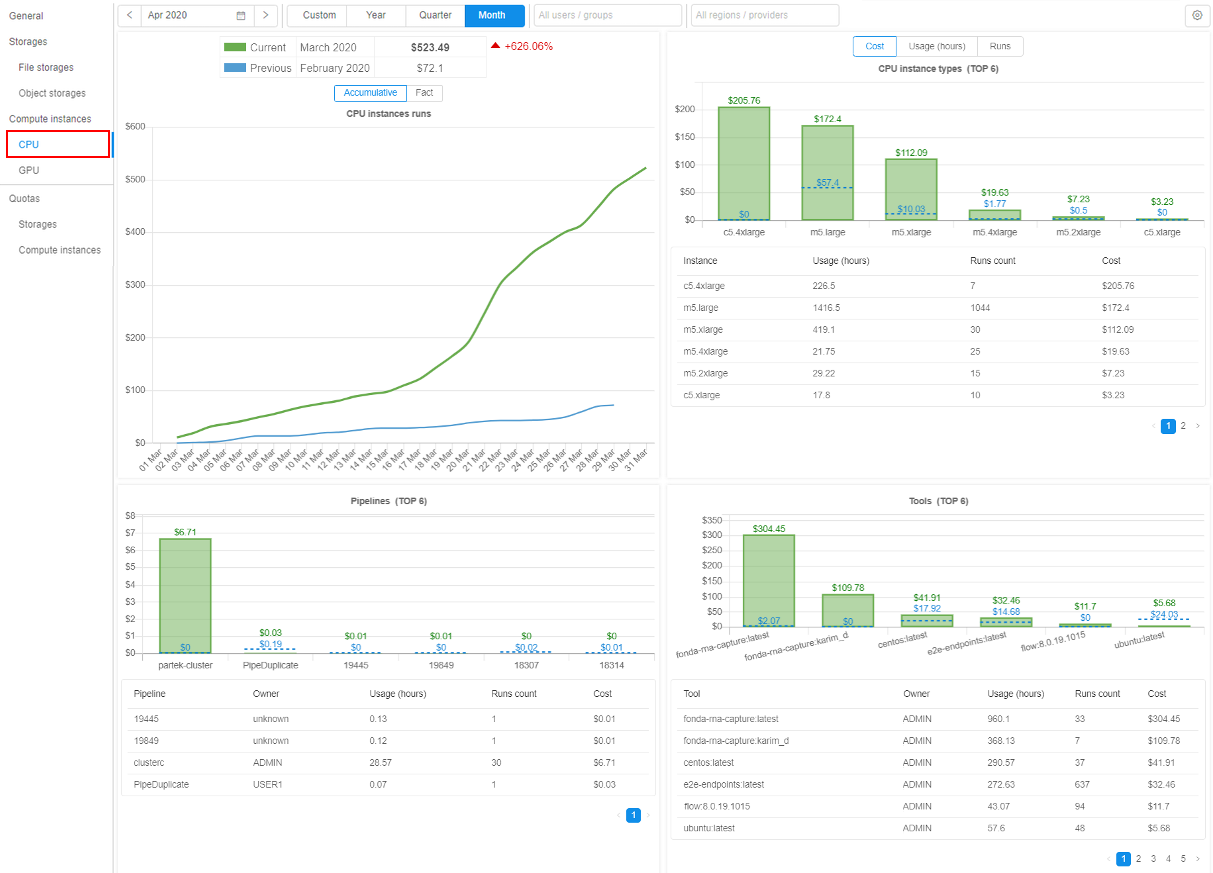 General
Storages
File storages
Object storages
Compute instances
CPU
GPU
Quotas
Storages
Compute instances
Apr 2020
Custom Year Quarter Month
All users / groups
All regions / providers
Current March 2020 $523.49 +626.06%
Previous February 2020 $72.1
Accumulative Fact
CPU instances runs
$600
$500
$400
$300
$200
$100
$0
01 Mar 02 Mar 03 Mar 04 Mar 05 Mar 06 Mar 07 Mar 08 Mar 09 Mar 10 Mar 11 Mar 12 Mar 13 Mar 14 Mar 15 Mar 16 Mar 17 Mar 18 Mar 19 Mar 20 Mar 21 Mar 22 Mar 23 Mar 24 Mar 25 Mar 26 Mar 27 Mar 28 Mar 29 Mar 30 Mar 31 Mar
Cost Usage (hours) Runs
CPU instance types (TOP 6)
$200
$150
$100
$50
$0
$205.76 $172.4 $112.09 $19.63 $7.23 $3.23
$0 $57.4 $10.03 $1.77 $0.5 $0
c5.4xlarge m5.large m5.xlarge m5.4xlarge m5.2xlarge c5.xlarge
Instance Usage (hours) Runs count Cost
c5.4xlarge 226.5 7 $205.76
m5.large 1416.5 1044 $172.4
m5.xlarge 419.1 30 $112.09
m5.4xlarge 21.75 25 $19.63
m5.2xlarge 29.22 15 $7.23
c5.xlarge 17.8 10 $3.23
1 2
Pipelines (TOP 6)
$8
$7
$6
$5
$4
$3
$2
$1
$0
$6.71 $0.03 $0.01 $0.01 $0 $0
$0 $0.19 $0 $0 $0.02 $0.01
partek-cluster PipeDuplicate 19445 19849 18307 18314
Pipeline Owner Usage (hours) Runs count Cost
19445 unknown 0.13 1 $0.01
19849 unknown 0.12 1 $0.01
clusterc ADMIN 28.57 30 $6.71
PipeDuplicate USER1 0.07 1 $0.03
1
Tools (TOP 6)
$350
$300
$250
$200
$150
$100
$50
$0
$304.45 $109.78 $41.91 $32.46 $11.7 $5.68
$2.07 $0 $17.92 $14.68 $0 $24.03
fonda-rna-capture:latest fonda-rna-capture:karim_d centos:latest e2e-endpoints:latest flow:8.0.19.1015 ubuntu:latest
Tool Owner Usage (hours) Runs count Cost
fonda-rna-capture:latest ADMIN 960.1 33 $304.45
fonda-rna-capture:karim_d ADMIN 368.13 7 $109.78
centos:latest ADMIN 290.57 37 $41.91
e2e-endpoints:latest ADMIN 272.63 637 $32.46
flow:8.0.19.1015 ADMIN 43.07 94 $11.7
ubuntu:latest ADMIN 57.6 48 $5.68
1 2 3 4 5